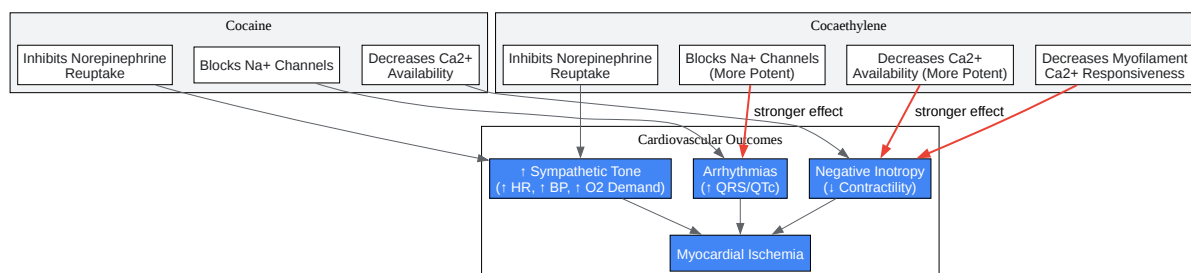 Cocaine
Cocaethylene
Inhibits Norepinephrine
Reuptake
Blocks Na+ Channels
Decreases Ca2+
Availability
Inhibits Norepinephrine
Reuptake
Blocks Na+ Channels
(More Potent)
Decreases Ca2+
Availability (More Potent)
Decreases Myofilament
Ca2+ Responsiveness
stronger effect
stronger effect
Cardiovascular Outcomes
↑ Sympathetic Tone
(↑ HR, ↑ BP, ↑ O2 Demand)
Arrhythmias
(↑ QRS/QTc)
Negative Inotropy
(↓ Contractility)
Myocardial Ischemia